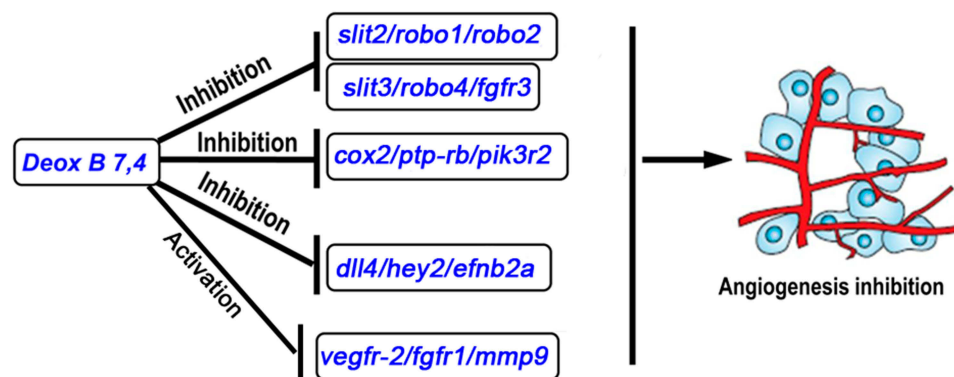 Deox B 7,4
Inhibition
slit2/robo1/robo2
slit3/robo4/fgfr3
Inhibition
cox2/ptp-rb/pik3r2
Inhibition
dll4/hey2/efnb2a
Activation
vegfr-2/fgfr1/mmp9
Angiogenesis inhibition